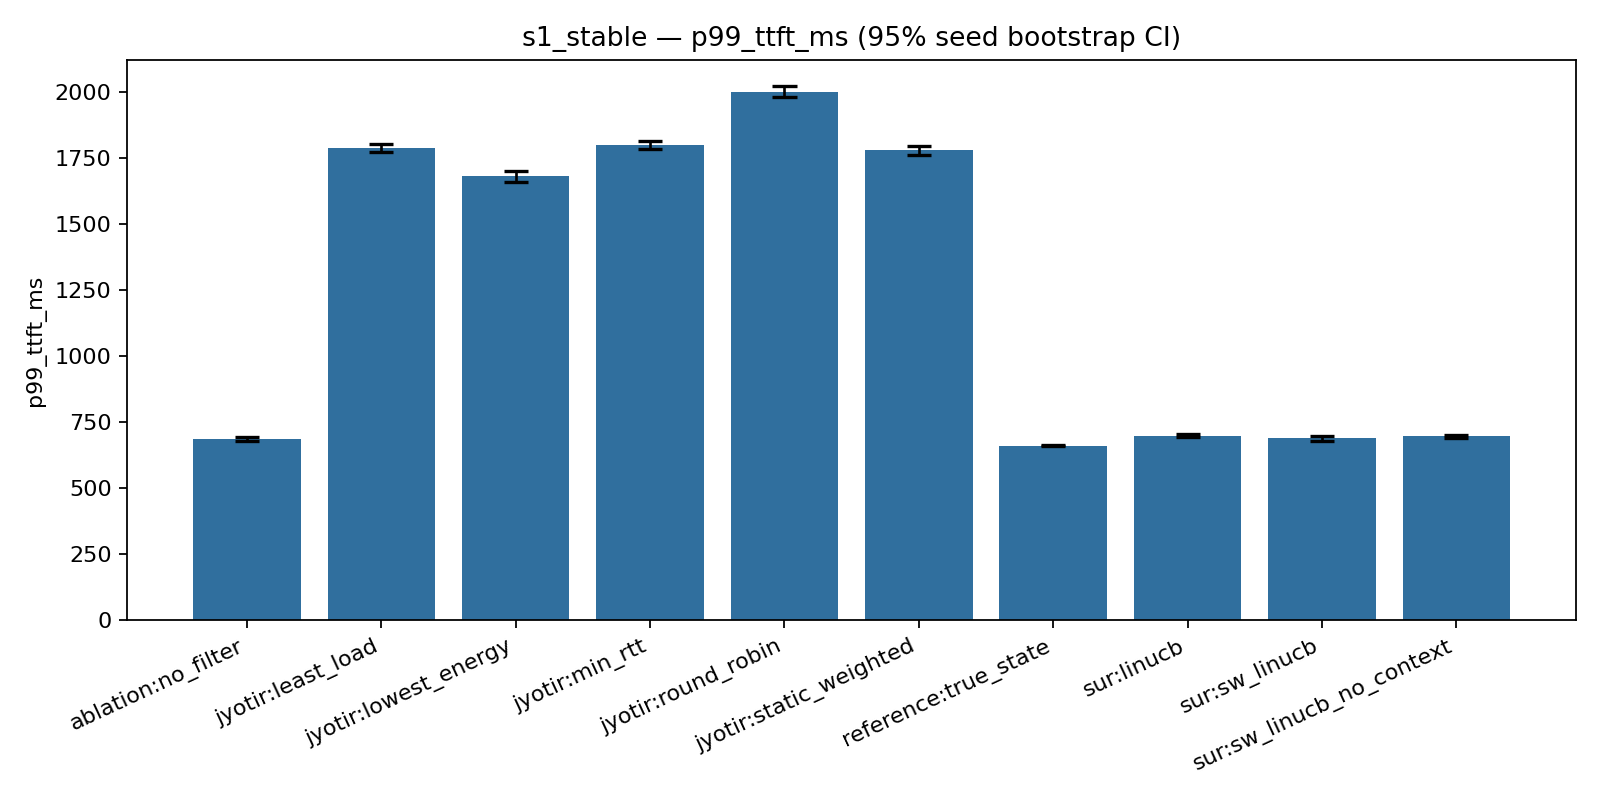 s1_stable — p99_ttft_ms (95% seed bootstrap CI)
p99_ttft_ms
2000
1750
1500
1250
1000
750
500
250
0
ablation:no_filter
jyotir:least_load
jyotir:lowest_energy
jyotir:min_rtt
jyotir:round_robin
jyotir:static_weighted
reference:true_state
sur:linucb
sur:sw_linucb
sur:sw_linucb_no_context